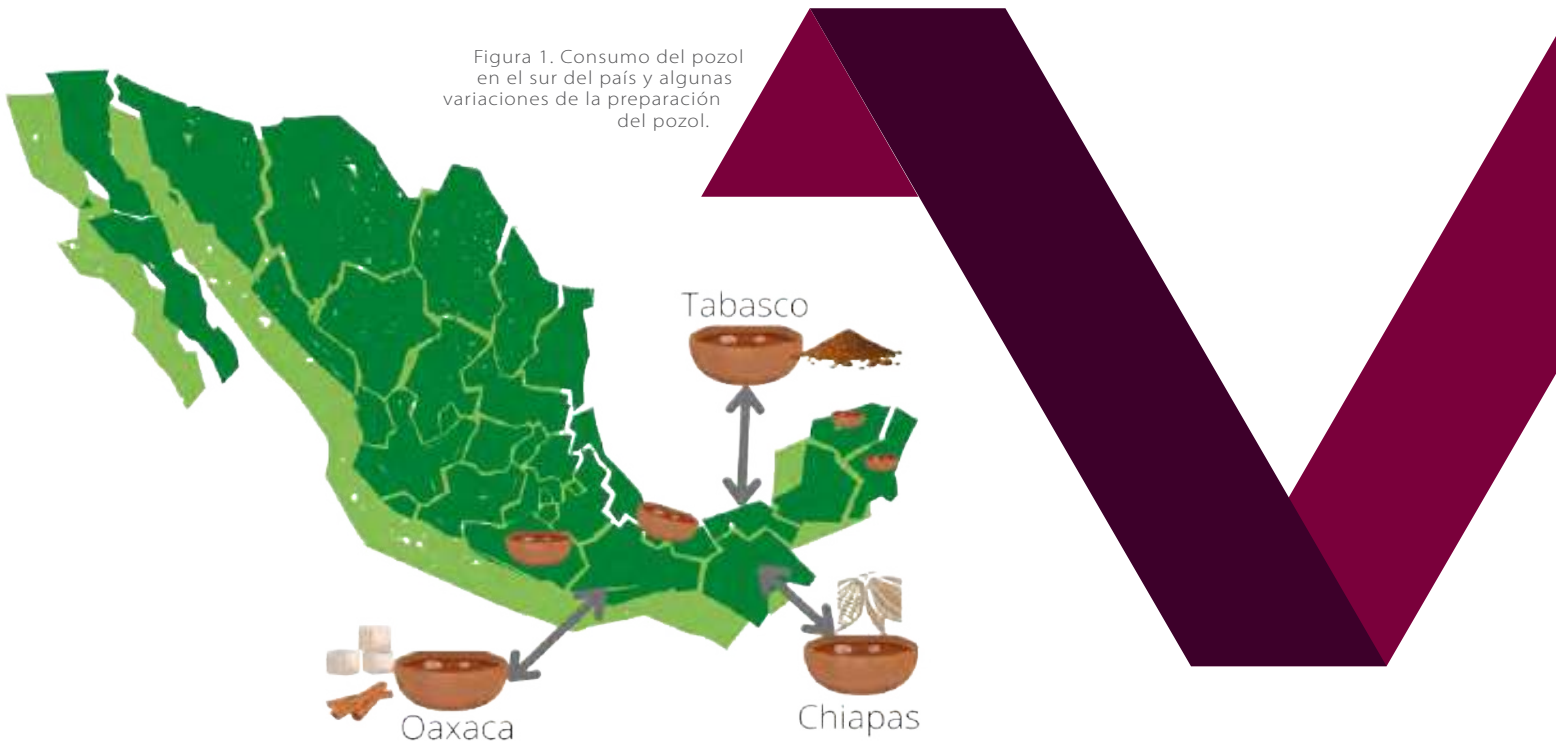 Figura 1. Consumo del pozol
en el sur del país y algunas
variaciones de la preparación
del pozol.
Tabasco
Oaxaca
Chiapas